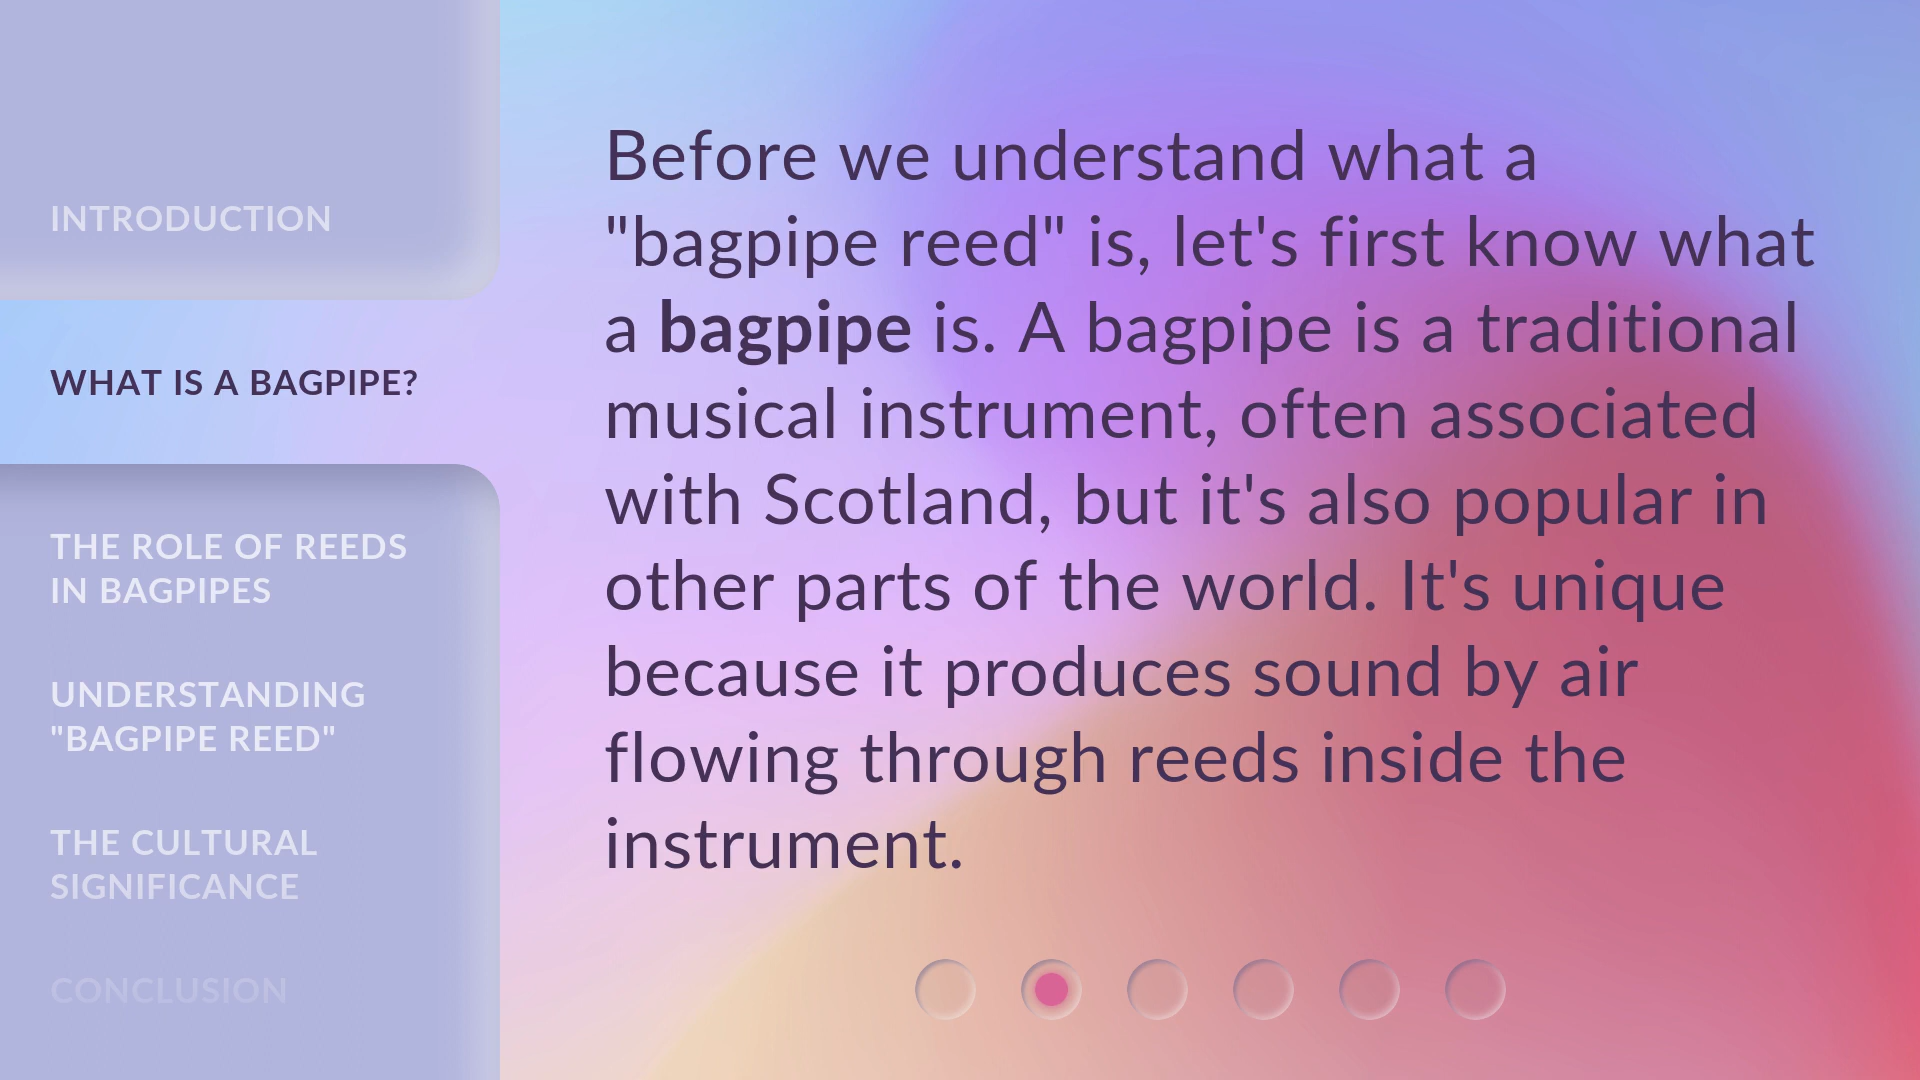 INTRODUCTION
WHAT IS A BAGPIPE?
THE ROLE OF REEDS
IN BAGPIPES
UNDERSTANDING
"BAGPIPE REED"
THE CULTURAL
SIGNIFICANCE
CONCLUSION
Before we understand what a
"bagpipe reed" is, let's first know what
a bagpipe is. A bagpipe is a traditional
musical instrument, often associated
with Scotland, but it's also popular in
other parts of the world. It's unique
because it produces sound by air
flowing through reeds inside the
instrument.